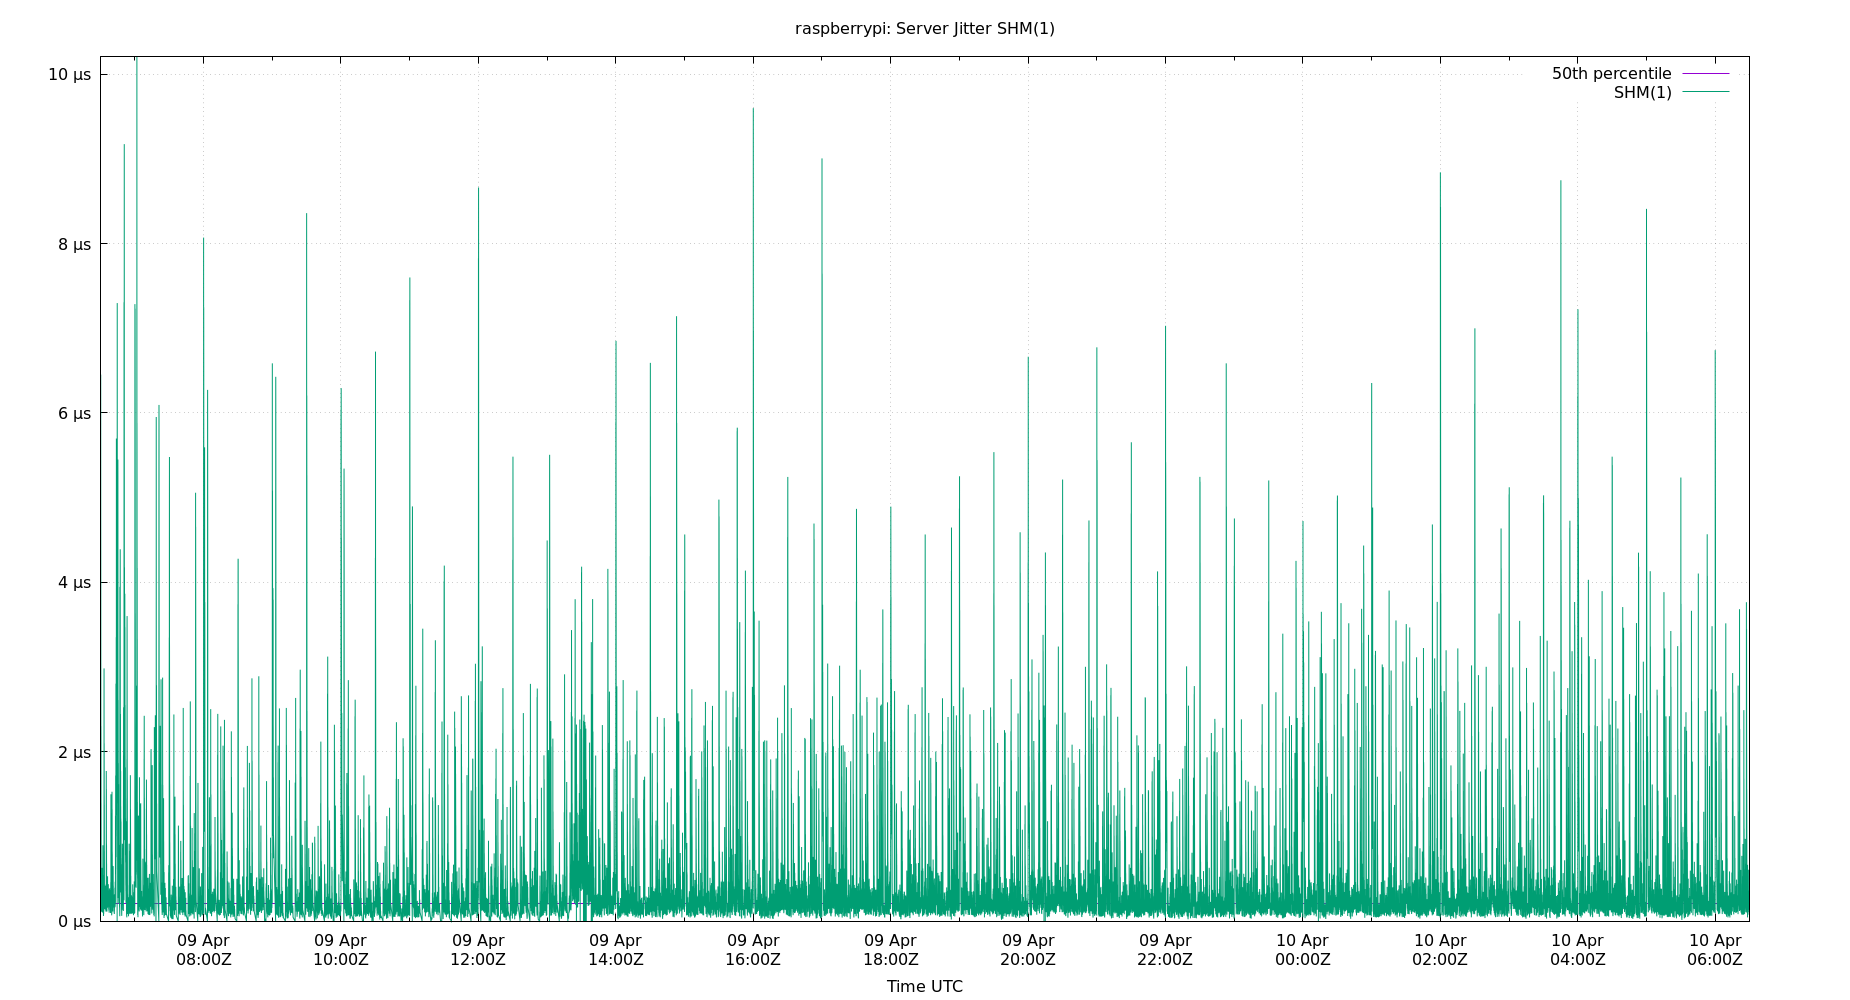 raspberrypi: Server Jitter SHM(1)
10 µs
8 µs
6 µs
4 µs
2 µs
0 µs
50th percentile
SHM(1)
09 Apr 09 Apr 09 Apr 09 Apr 09 Apr 09 Apr 09 Apr 09 Apr 10 Apr 10 Apr 10 Apr 10 Apr
08:00Z 10:00Z 12:00Z 14:00Z 16:00Z 18:00Z 20:00Z 22:00Z 00:00Z 02:00Z 04:00Z 06:00Z
Time UTC